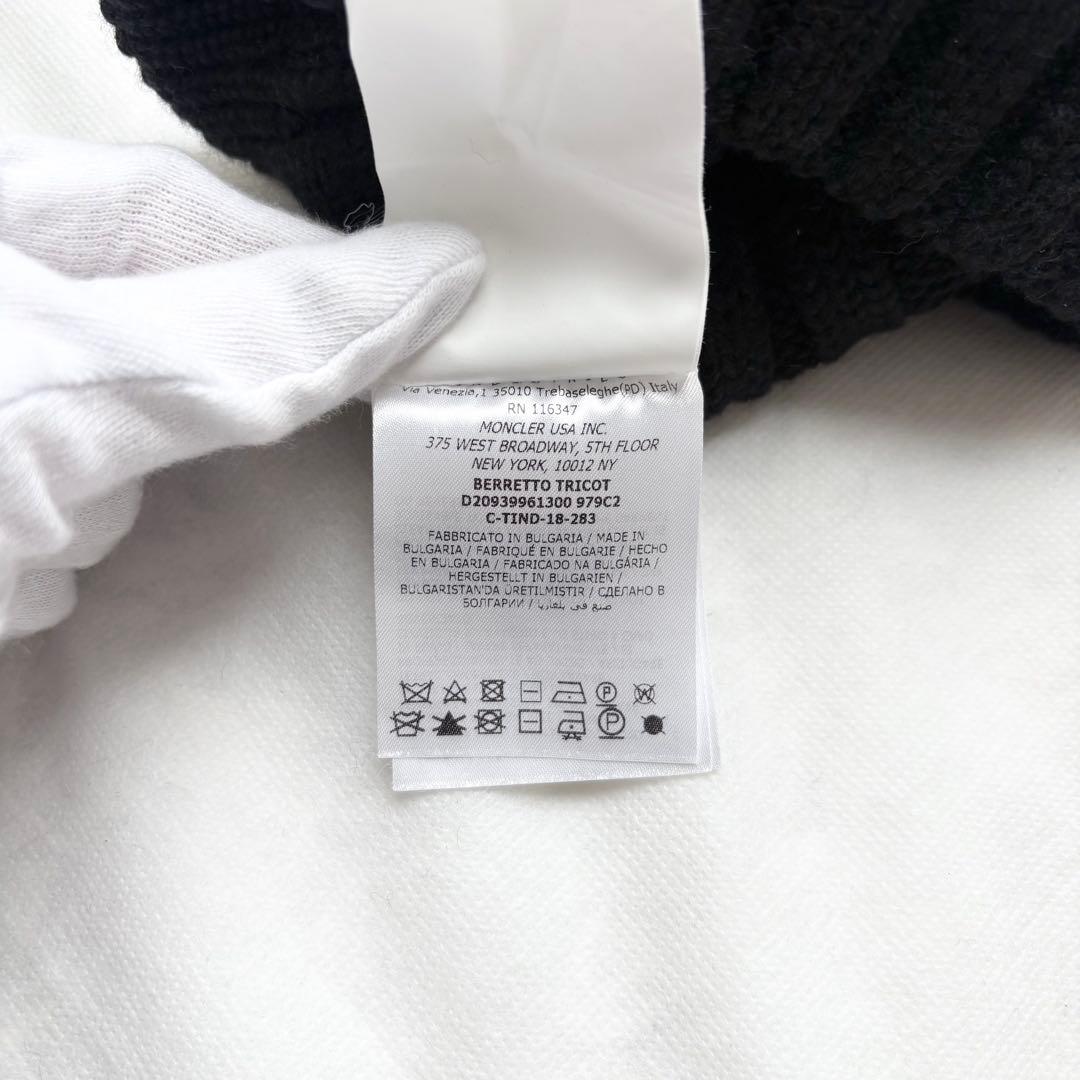 Via Venezia,1 35010 Trebaseleghe(PD) Italy
RN 116347
MONCLER USA INC.
375 WEST BROADWAY, 5TH FLOOR
NEW YORK, 10012 NY
BERRETTO TRICOT
D20939961300 979C2
C-TIND-18-283
FABBRICATO IN BULGARIA / MADE IN
BULGARIA / FABRIQUÉ EN BULGARIE / HECHO
EN BULGARIA / FABRICADO NA BULGÁRIA /
HERGESTELLT IN BULGARIEN /
BULGARISTAN'DA ÜRETILMISTIR / СДЕЛАНО В
БОЛГАРИИ / صنع في بلغاريا
P W
P